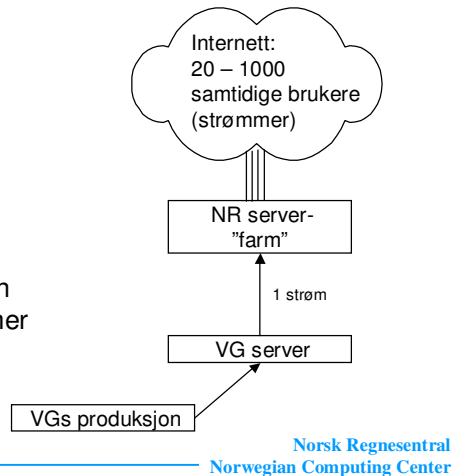 Internett:
20 – 1000
samtidige brukere
(strømmer)
NR server-
”farm”
1 strøm
VG server
VGs produksjon
Norsk Regnesentral
Norwegian Computing Center